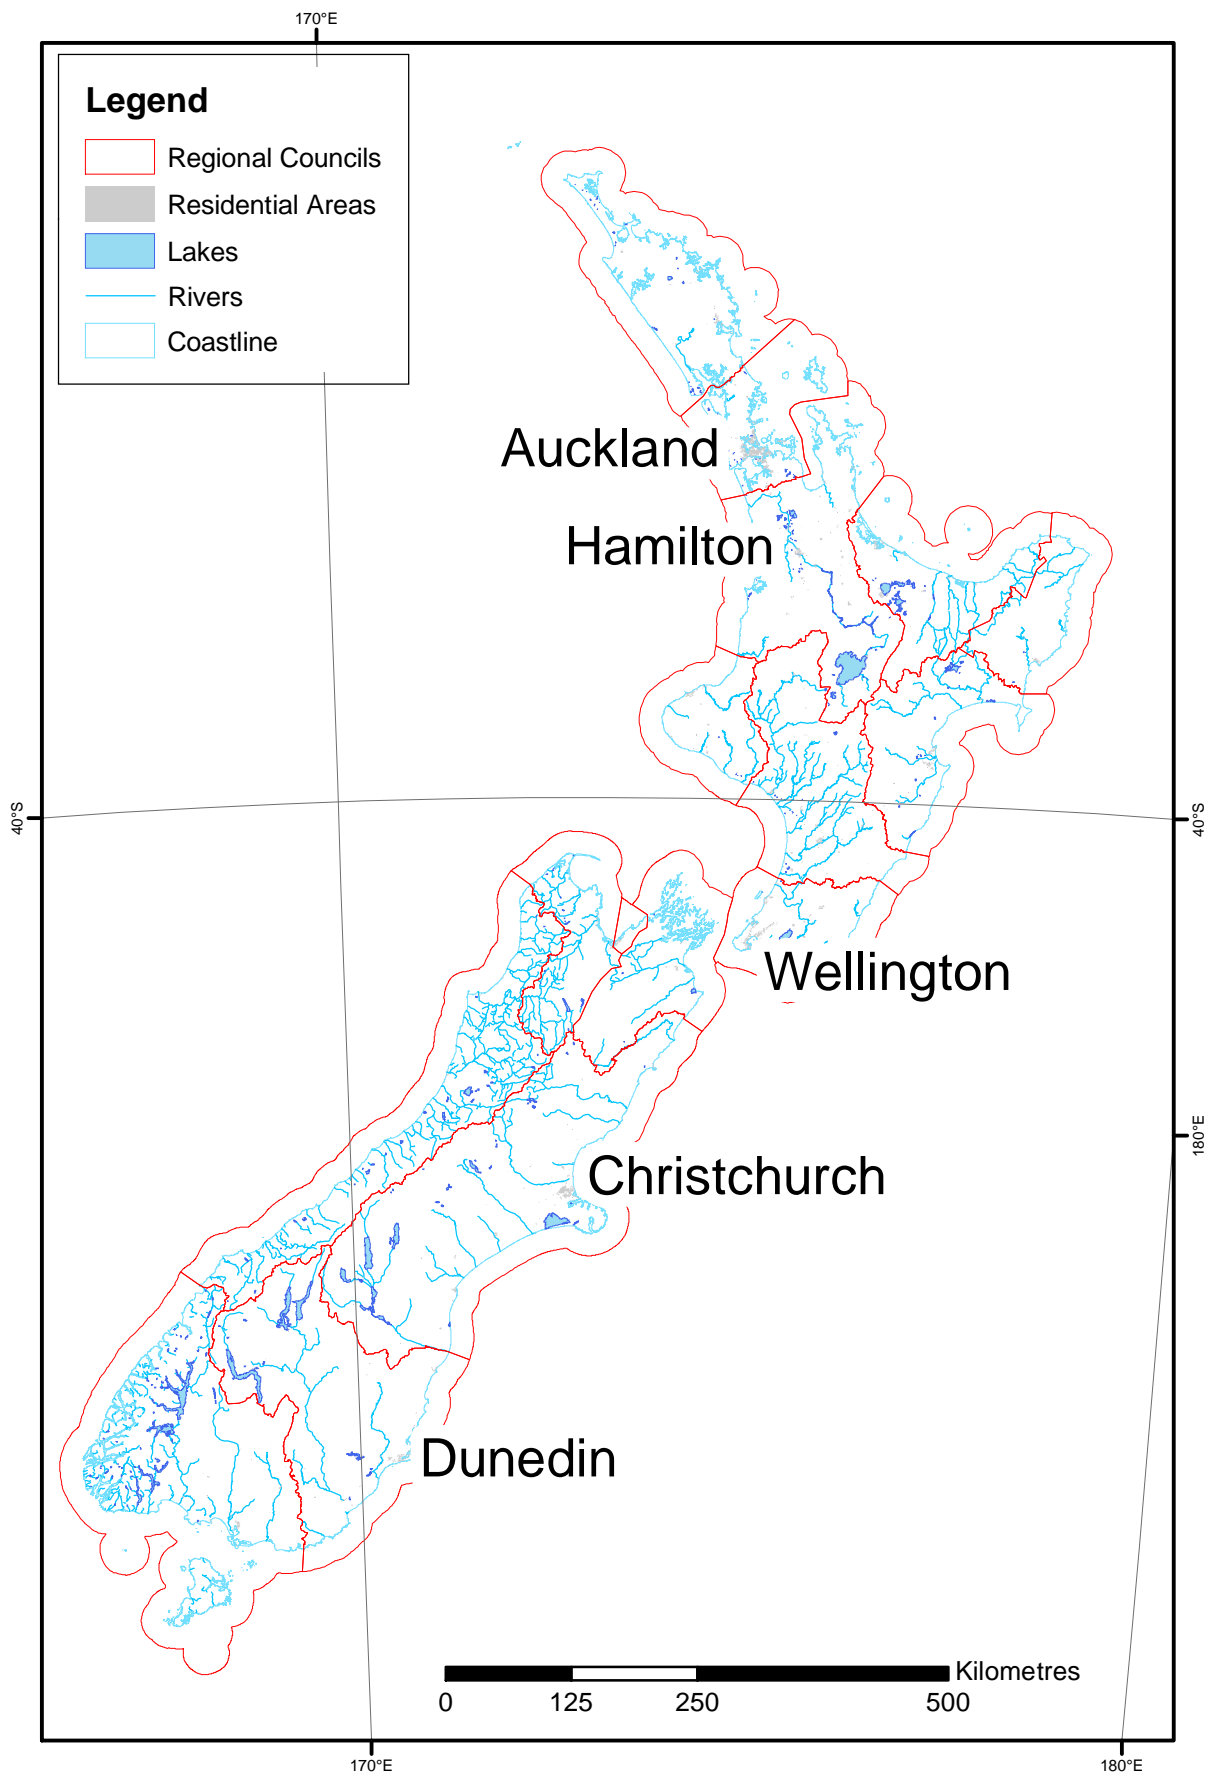 170°E
Legend
Regional Councils
Residential Areas
Lakes
Rivers
Coastline
Auckland
Hamilton
40°S
40°S
Wellington
180°E
Christchurch
Dunedin
Kilometres
0 125 250 500
170°E
180°E